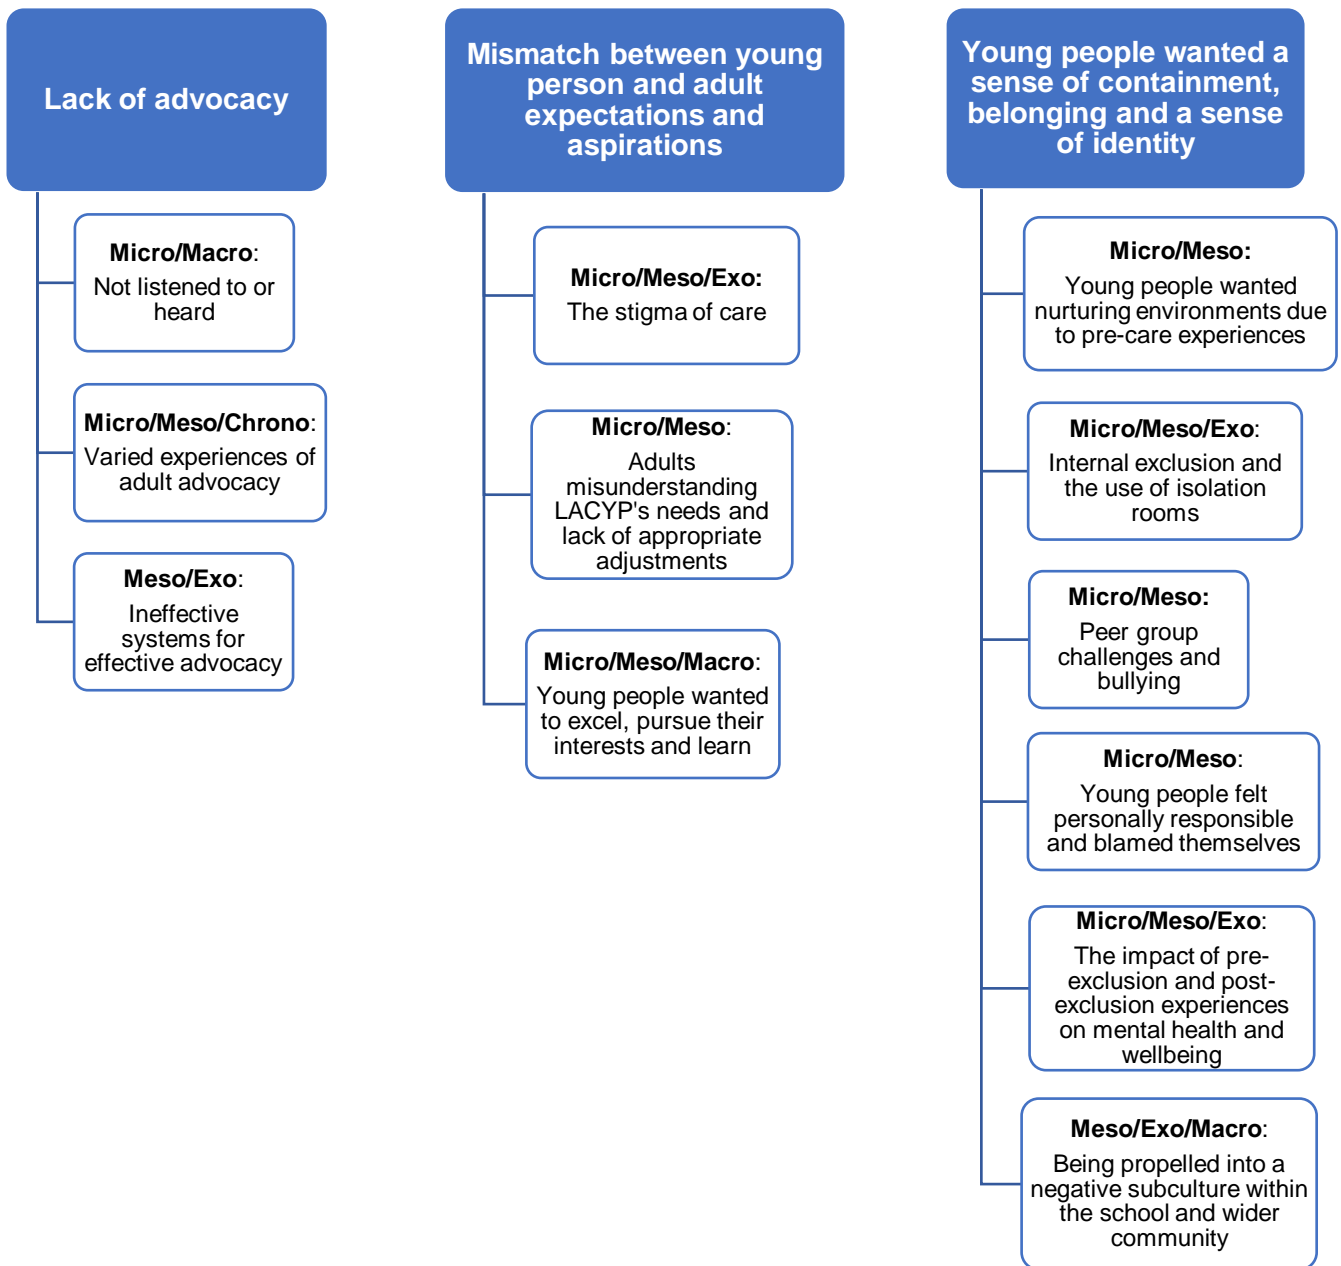 Lack of advocacy
Micro/Macro:
Not listened to or
heard
Micro/Meso/Chrono:
Varied experiences of
adult advocacy
Meso/Exo:
Ineffective
systems for
effective advocacy
Mismatch between young
person and adult
expectations and
aspirations
Micro/Meso/Exo:
The stigma of care
Micro/Meso:
Adults
misunderstanding
LACYP's needs and
lack of appropriate
adjustments
Micro/Meso/Macro:
Young people wanted
to excel, pursue their
interests and learn
Young people wanted a
sense of containment,
belonging and a sense
of identity
Micro/Meso:
Young people wanted
nurturing environments due
to pre-care experiences
Micro/Meso/Exo:
Internal exclusion and
the use of isolation
rooms
Micro/Meso:
Peer group
challenges and
bullying
Micro/Meso:
Young people felt
personally responsible
and blamed themselves
Micro/Meso/Exo:
The impact of pre-
exclusion and post-
exclusion experiences
on mental health and
wellbeing
Meso/Exo/Macro:
Being propelled into a
negative subculture within
the school and wider
community